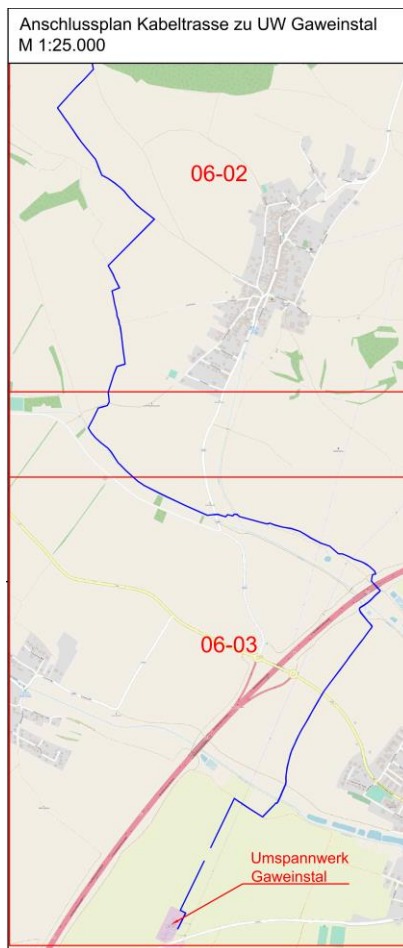 Anschlussplan Kabeltrasse zu UW Gaweinstal
M 1:25.000
06-02
06-03
Umspannwerk
Gaweinstal